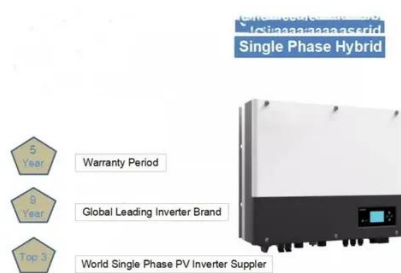 Single Phase Hybrid
5
Year
Warranty Period
9
Year
Global Leading Inverter Brand
Top 3
World Single Phase PV Inverter Suppler